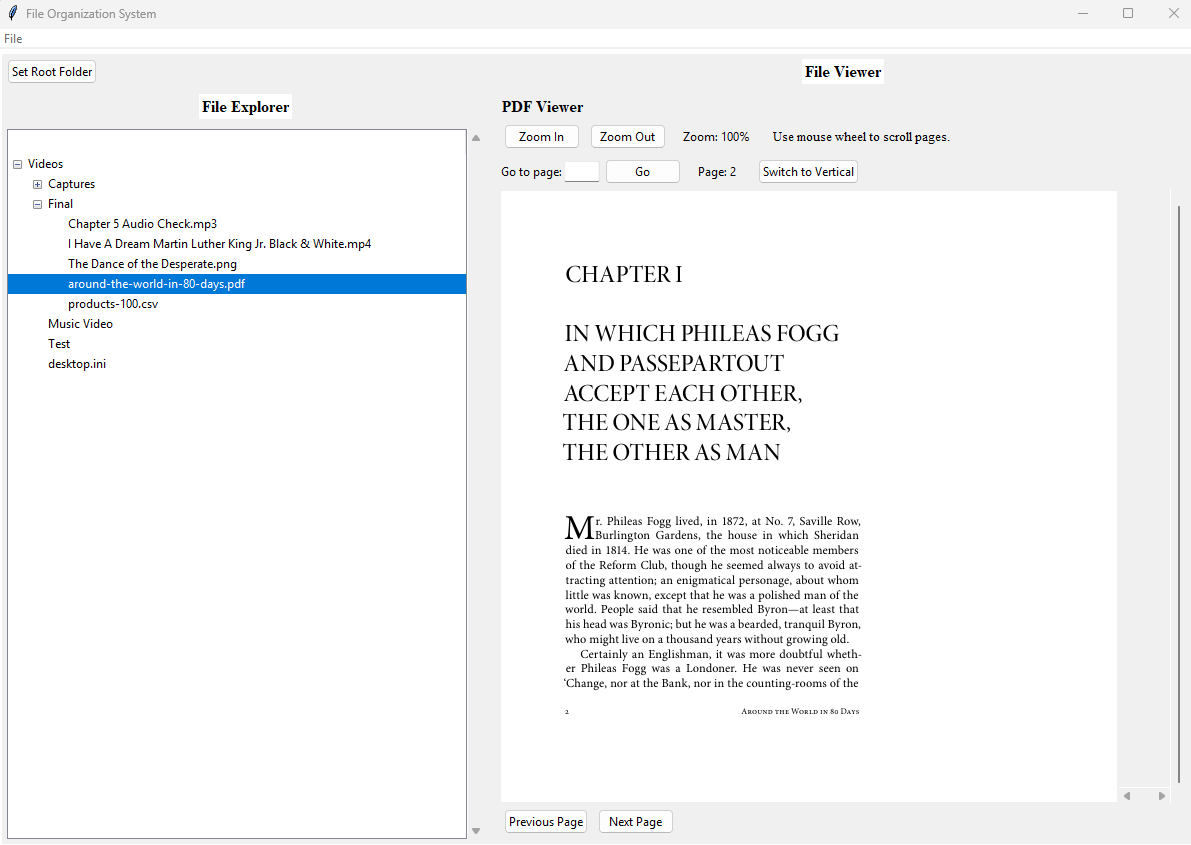 File Organization System
File
Set Root Folder
File Viewer
File Explorer
PDF Viewer
Zoom In
Zoom Out
Zoom: 100%
Use mouse wheel to scroll pages.
Go to page:
Go
Page: 2
Switch to Vertical
Videos
Captures
Final
Chapter 5 Audio Check.mp3
I Have A Dream Martin Luther King Jr. Black & White.mp4
The Dance of the Desperate.png
around-the-world-in-80-days.pdf
products-100.csv
Music Video
Test
desktop.ini
CHAPTER I
IN WHICH PHILEAS FOGG
AND PASSEPARTOUT
ACCEPT EACH OTHER,
THE ONE AS MASTER,
THE OTHER AS MAN
Mr. Phileas Fogg lived, in 1872, at No. 7, Saville Row,
Burlington Gardens, the house in which Sheridan
died in 1814. He was one of the most noticeable members
of the Reform Club, though he seemed always to avoid at-
tracting attention; an enigmatical personage, about whom
little was known, except that he was a polished man of the
world. People said that he resembled Byron—at least that
his head was Byronic; but he was a bearded, tranquil Byron,
who might live on a thousand years without growing old.
Certainly an Englishman, it was more doubtful wheth-
er Phileas Fogg was a Londoner. He was never seen on
‘Change, nor at the Bank, nor in the counting-rooms of the
2
Around the World in 80 Days
Previous Page
Next Page